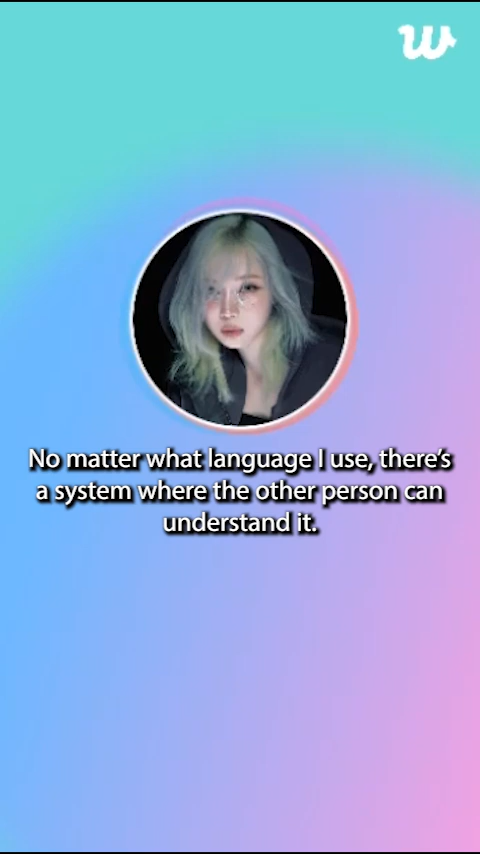 w
No matter what language I use, there's
a system where the other person can
understand it.